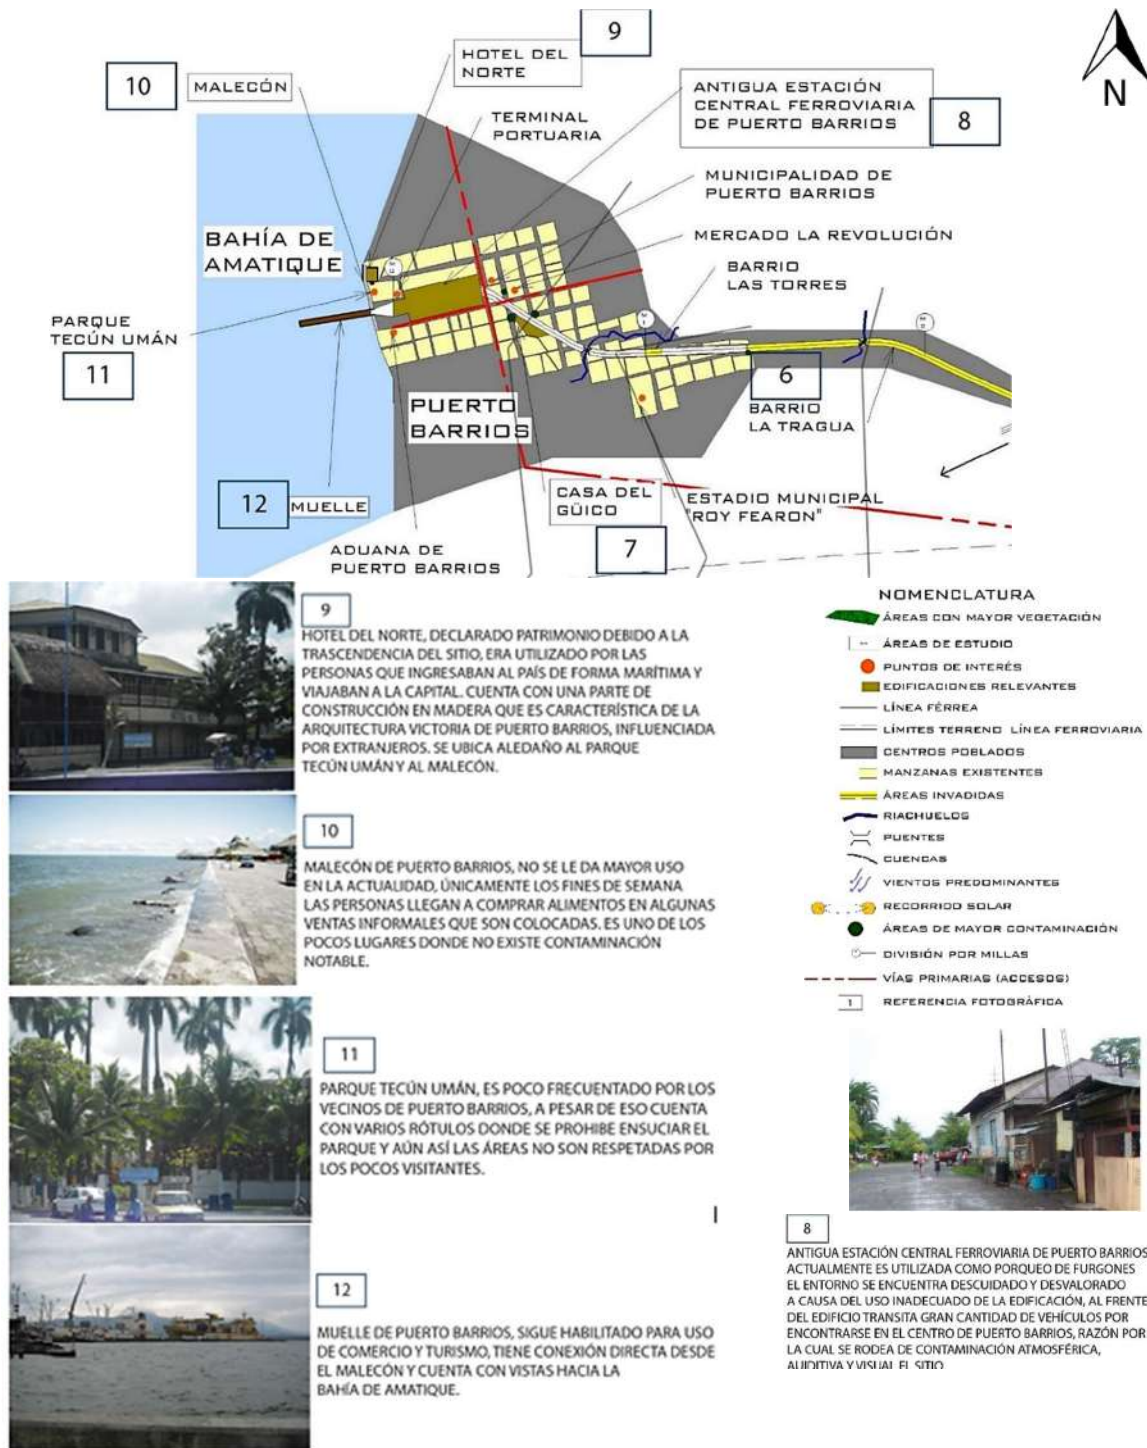 9
HOTEL DEL
NORTE
10
MALECÓN
ANTIGUA ESTACIÓN
CENTRAL FERROVIARIA
DE PUERTO BARRIOS
8
N
TERMINAL
PORTUARIA
MUNICIPALIDAD DE
PUERTO BARRIOS
BAHÍA DE
AMATIQUE
MERCADO LA REVOLUCIÓN
BARRIO
LAS TORRES
PARQUE
TECÚN UMÁN
11
6
PUERTO
BARRIOS
BARRIO
LA TRAGUA
12
MUELLE
CASA DEL
GÜICO
ESTADIO MUNICIPAL
"ROY FEARON"
7
ADUANA DE
PUERTO BARRIOS
9
HOTEL DEL NORTE, DECLARADO PATRIMONIO DEBIDO A LA
TRASCENDENCIA DEL SITIO, ERA UTILIZADO POR LAS
PERSONAS QUE INGRESABAN AL PAÍS DE FORMA MARÍTIMA Y
VIAJABAN A LA CAPITAL. CUENTA CON UNA PARTE DE
CONSTRUCCIÓN EN MADERA QUE ES CARACTERÍSTICA DE LA
ARQUITECTURA VICTORIA DE PUERTO BARRIOS, INFLUENCIADA
POR EXTRANJEROS. SE UBICA ALEDAÑO AL PARQUE
TECÚN UMÁN Y AL MALECÓN.
10
MALECÓN DE PUERTO BARRIOS, NO SE LE DA MAYOR USO
EN LA ACTUALIDAD, ÚNICAMENTE LOS FINES DE SEMANA
LAS PERSONAS LLEGAN A COMPRAR ALIMENTOS EN ALGUNAS
VENTAS INFORMALES QUE SON COLOCADAS. ES UNO DE LOS
POCOS LUGARES DONDE NO EXISTE CONTAMINACIÓN
NOTABLE.
11
PARQUE TECÚN UMÁN, ES POCO FRECUENTADO POR LOS
VECINOS DE PUERTO BARRIOS, A PESAR DE ESO CUENTA
CON VARIOS RÓTULOS DONDE SE PROHIBE ENSUCIAR EL
PARQUE Y AÚN ASÍ LAS ÁREAS NO SON RESPETADAS POR
LOS POCOS VISITANTES.
12
MUELLE DE PUERTO BARRIOS, SIGUE HABILITADO PARA USO
DE COMERCIO Y TURISMO, TIENE CONEXIÓN DIRECTA DESDE
EL MALECÓN Y CUENTA CON VISTAS HACIA LA
BAHÍA DE AMATIQUE.
NOMENCLATURA
ÁREAS CON MAYOR VEGETACIÓN
ÁREAS DE ESTUDIO
PUNTOS DE INTERÉS
EDIFICACIONES RELEVANTES
LÍNEA FÉRREA
LÍMITES TERRENO LÍNEA FERROVIARIA
CENTROS POBLADOS
MANZANAS EXISTENTES
ÁREAS INVADIDAS
RIACHUELOS
PUENTES
CUENCAS
VIENTOS PREDOMINANTES
RECORRIDO SOLAR
ÁREAS DE MAYOR CONTAMINACIÓN
DIVISIÓN POR MILLAS
VÍAS PRIMARIAS (ACCESOS)
1 REFERENCIA FOTOGRÁFICA
8
ANTIGUA ESTACIÓN CENTRAL FERROVIARIA DE PUERTO BARRIOS
ACTUALMENTE ES UTILIZADA COMO PORQUEO DE FURGONES
EL ENTORNO SE ENCUENTRA DESCUIDADO Y DESVALORADO
A CAUSA DEL USO INADECUADO DE LA EDIFICACIÓN, AL FRENTE
DEL EDIFICIO TRANSITA GRAN CANTIDAD DE VEHÍCULOS POR
ENCONTRARSE EN EL CENTRO DE PUERTO BARRIOS, RAZÓN POR
LA CUAL SE RODEA DE CONTAMINACIÓN ATMOSFÉRICA,
AUDITIVA Y VISUAL EL SITIO